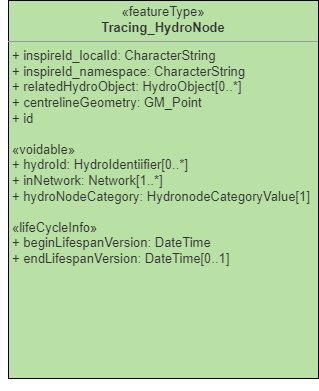 «featureType»
Tracing_HydroNode
+ inspireId_localId: CharacterString
+ inspireId_namespace: CharacterString
+ relatedHydroObject: HydroObject[0..*]
+ centrelineGeometry: GM_Point
+ id
«voidable»
+ hydroId: HydroIdentiifier[0..*]
+ inNetwork: Network[1..*]
+ hydroNodeCategory: HydronodeCategoryValue[1]
«lifeCycleInfo»
+ beginLifespanVersion: DateTime
+ endLifespanVersion: DateTime[0..1]